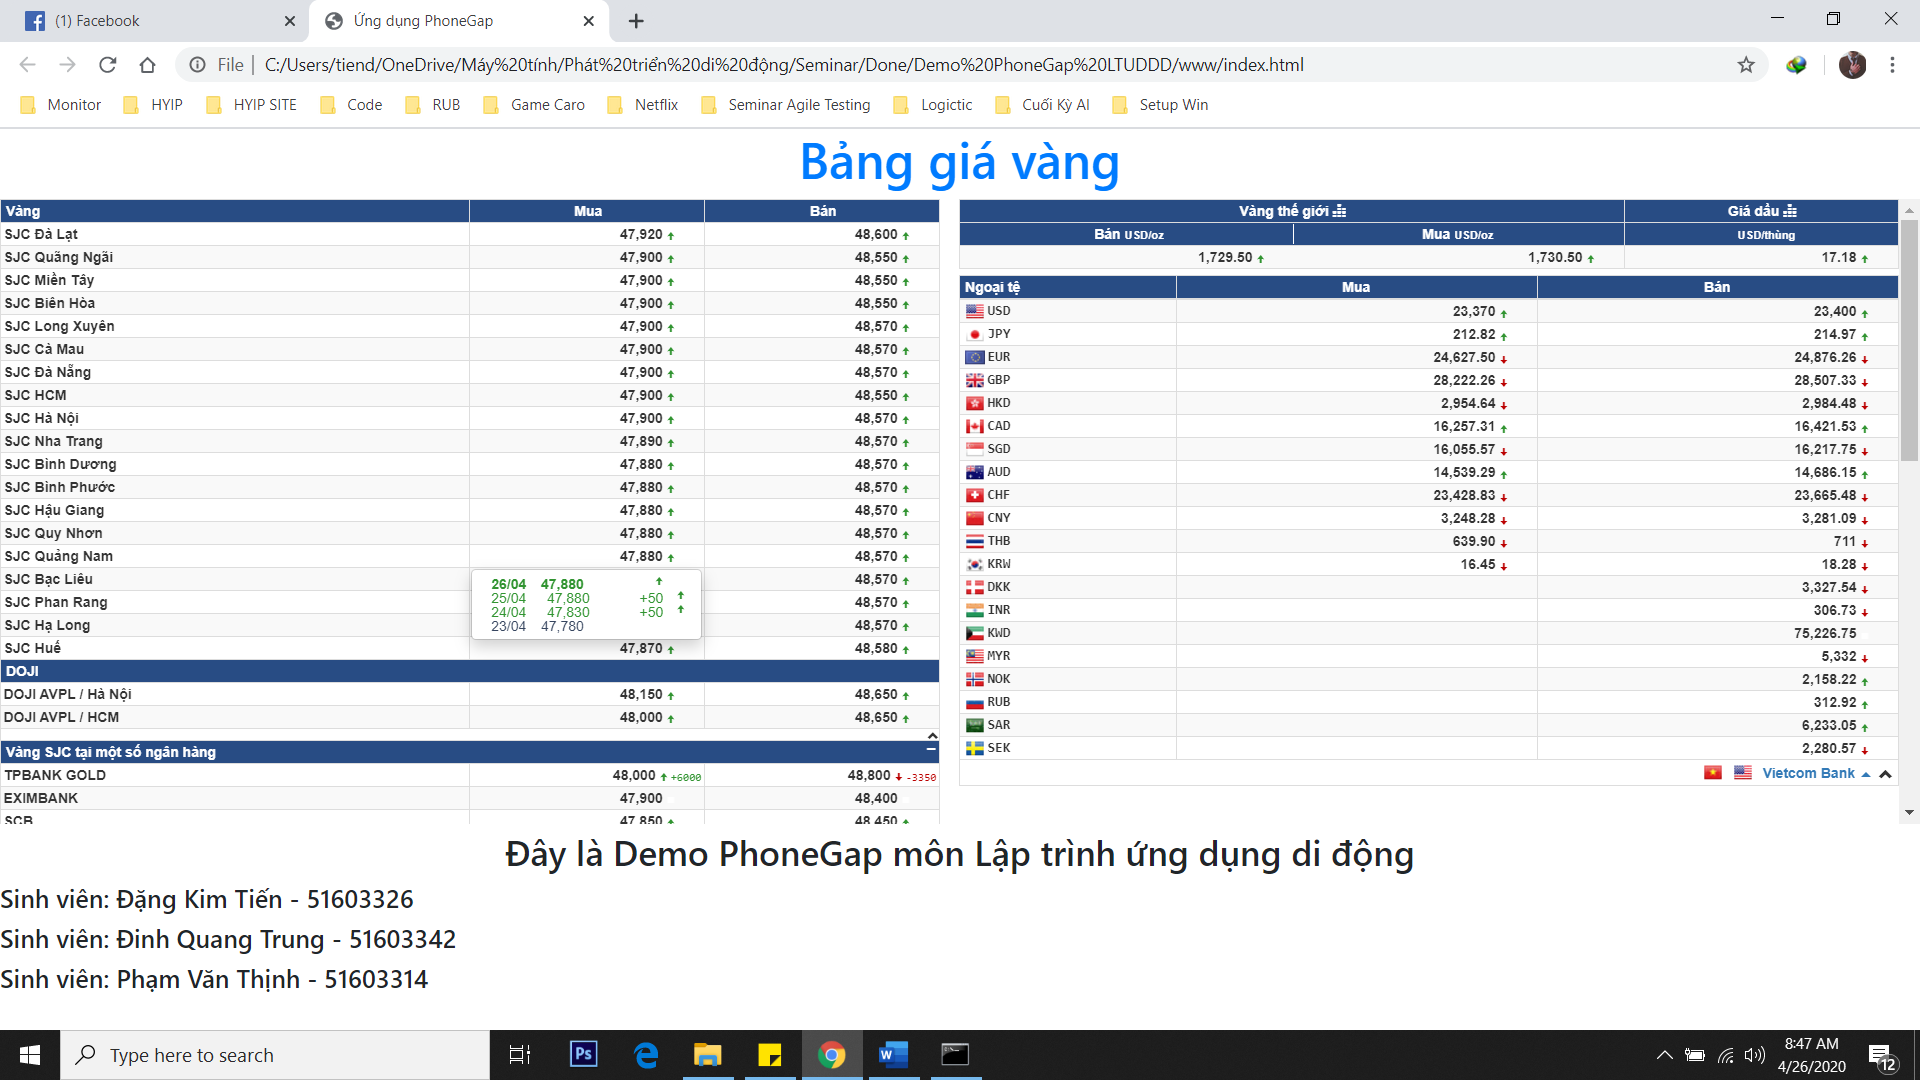 (1) Facebook
Ứng dụng PhoneGap
File | C:/Users/tiend/OneDrive/Máy%20tính/Phát%20triển%20di%20động/Seminar/Done/Demo%20PhoneGap%20LTUDDD/www/index.html
Monitor HYIP HYIP SITE Code RUB Game Caro Netflix Seminar Agile Testing Logictic Cuối Kỳ AI Setup Win
Bảng giá vàng
Vàng Mua Bán
SJC Đà Lạt 47,920 48,600
SJC Quãng Ngãi 47,900 48,550
SJC Miền Tây 47,900 48,550
SJC Biên Hòa 47,900 48,550
SJC Long Xuyên 47,900 48,570
SJC Cà Mau 47,900 48,570
SJC Đà Nẵng 47,900 48,570
SJC HCM 47,900 48,550
SJC Hà Nội 47,900 48,570
SJC Nha Trang 47,890 48,570
SJC Bình Dương 47,880 48,570
SJC Bình Phước 47,880 48,570
SJC Hậu Giang 47,880 48,570
SJC Quy Nhơn 47,880 48,570
SJC Quảng Nam 47,880 48,570
SJC Bạc Liêu 48,570
SJC Phan Rang 48,570
SJC Hạ Long 48,570
SJC Huế 47,870 48,580
26/04 47,880
25/04 47,880 +50
24/04 47,830 +50
23/04 47,780
DOJI
DOJI AVPL / Hà Nội 48,150 48,650
DOJI AVPL / HCM 48,000 48,650
Vàng SJC tại một số ngân hàng
TPBANK GOLD 48,000 +6000 48,800 -3350
EXIMBANK 47,900 48,400
SCB 47,850 48,450
Vàng thế giới Giá dầu
Bán USD/oz Mua USD/oz USD/thùng
1,729.50 1,730.50 17.18
Ngoại tệ Mua Bán
USD 23,370 23,400
JPY 212.82 214.97
EUR 24,627.50 24,876.26
GBP 28,222.26 28,507.33
HKD 2,954.64 2,984.48
CAD 16,257.31 16,421.53
SGD 16,055.57 16,217.75
AUD 14,539.29 14,686.15
CHF 23,428.83 23,665.48
CNY 3,248.28 3,281.09
THB 639.90 711
KRW 16.45 18.28
DKK 3,327.54
INR 306.73
KWD 75,226.75
MYR 5,332
NOK 2,158.22
RUB 312.92
SAR 6,233.05
SEK 2,280.57
Vietcom Bank
Đây là Demo PhoneGap môn Lập trình ứng dụng di động
Sinh viên: Đặng Kim Tiến - 51603326
Sinh viên: Đinh Quang Trung - 51603342
Sinh viên: Phạm Văn Thịnh - 51603314
Type here to search
Ps
W
8:47 AM
4/26/2020
12